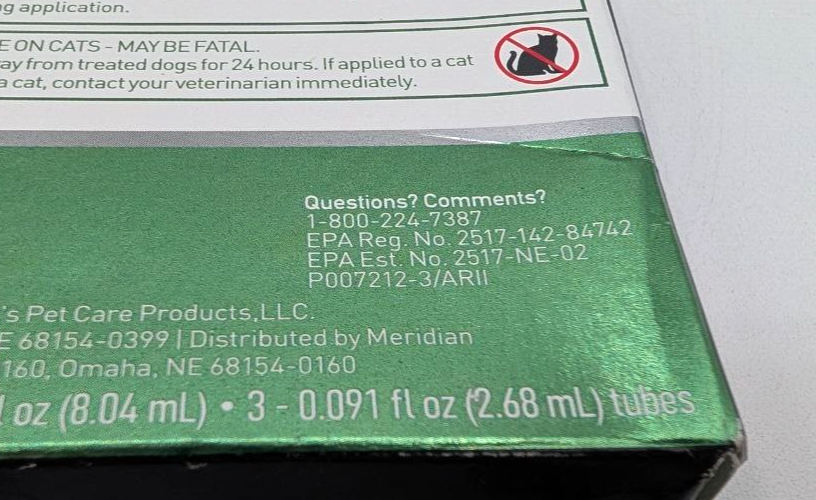 g application.
E ON CATS - MAY BE FATAL.
ay from treated dogs for 24 hours. If applied to a cat
a cat, contact your veterinarian immediately.
Questions? Comments?
1-800-224-7387
EPA Reg. No. 2517-142-84742
EPA Est. No. 2517-NE-02
P007212-3/ARII
's Pet Care Products,LLC.
E 68154-0399 | Distributed by Meridian
160, Omaha, NE 68154-0160
oz (8.04 mL) • 3 - 0.091 fl oz (2.68 mL) tubes